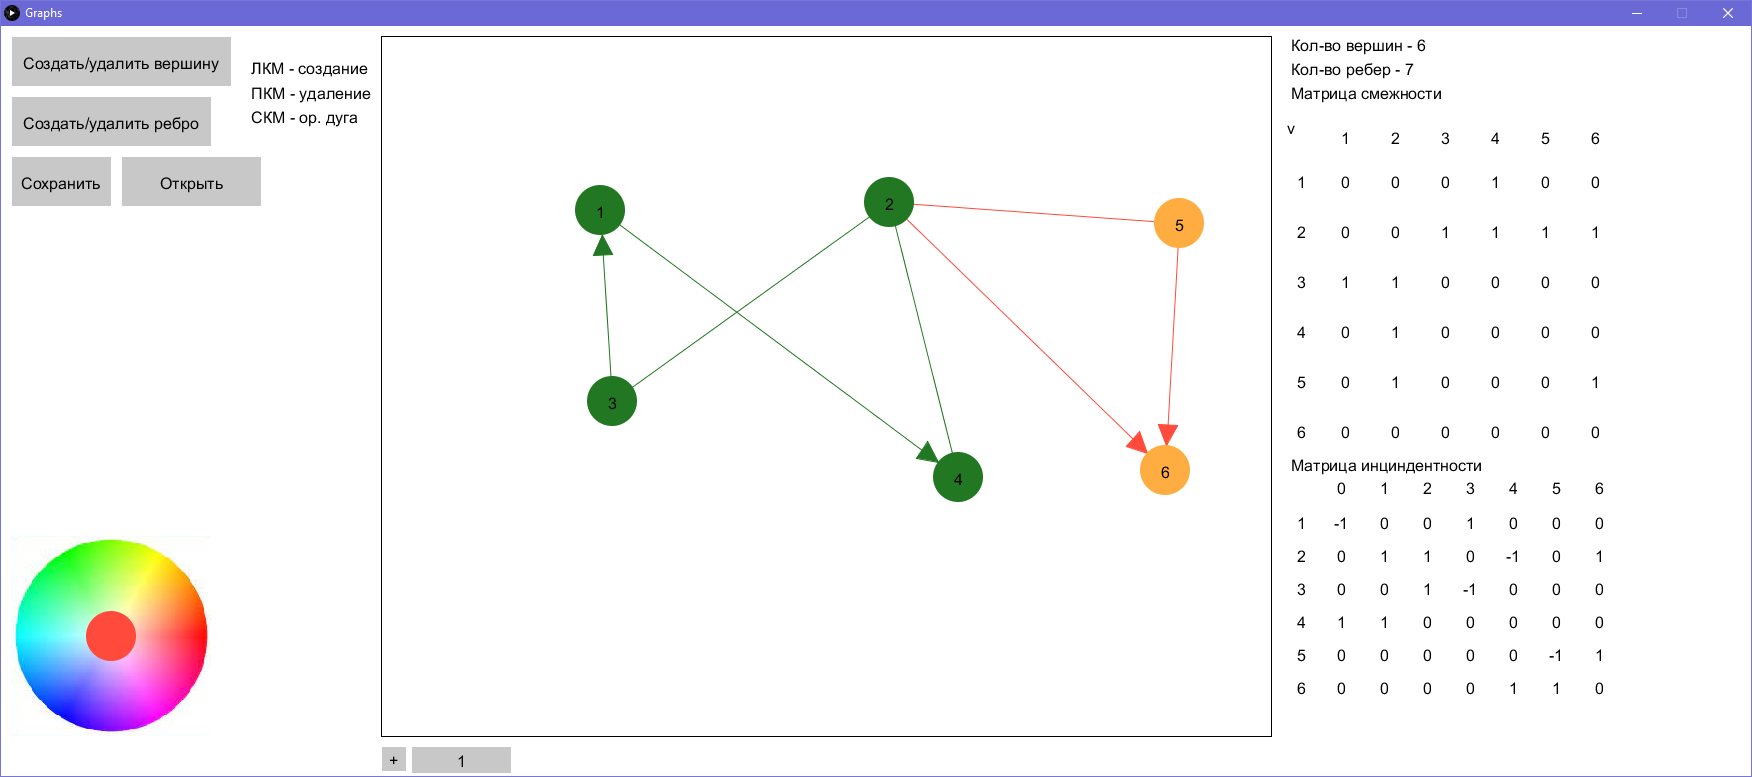 Graphs
Создать/удалить вершину
Создать/удалить ребро
Сохранить
Открыть
ЛКМ - создание
ПКМ - удаление
СКМ - ор. дуга
1
2
5
3
4
6
+
1
Кол-во вершин - 6
Кол-во ребер - 7
Матрица смежности
v 1 2 3 4 5 6
1 0 0 0 1 0 0
2 0 0 1 1 1 1
3 1 1 0 0 0 0
4 0 1 0 0 0 0
5 0 1 0 0 0 1
6 0 0 0 0 0 0
Матрица инциндентности
0 1 2 3 4 5 6
1 -1 0 0 1 0 0 0
2 0 1 1 0 -1 0 1
3 0 0 1 -1 0 0 0
4 1 1 0 0 0 0 0
5 0 0 0 0 0 -1 1
6 0 0 0 0 1 1 0